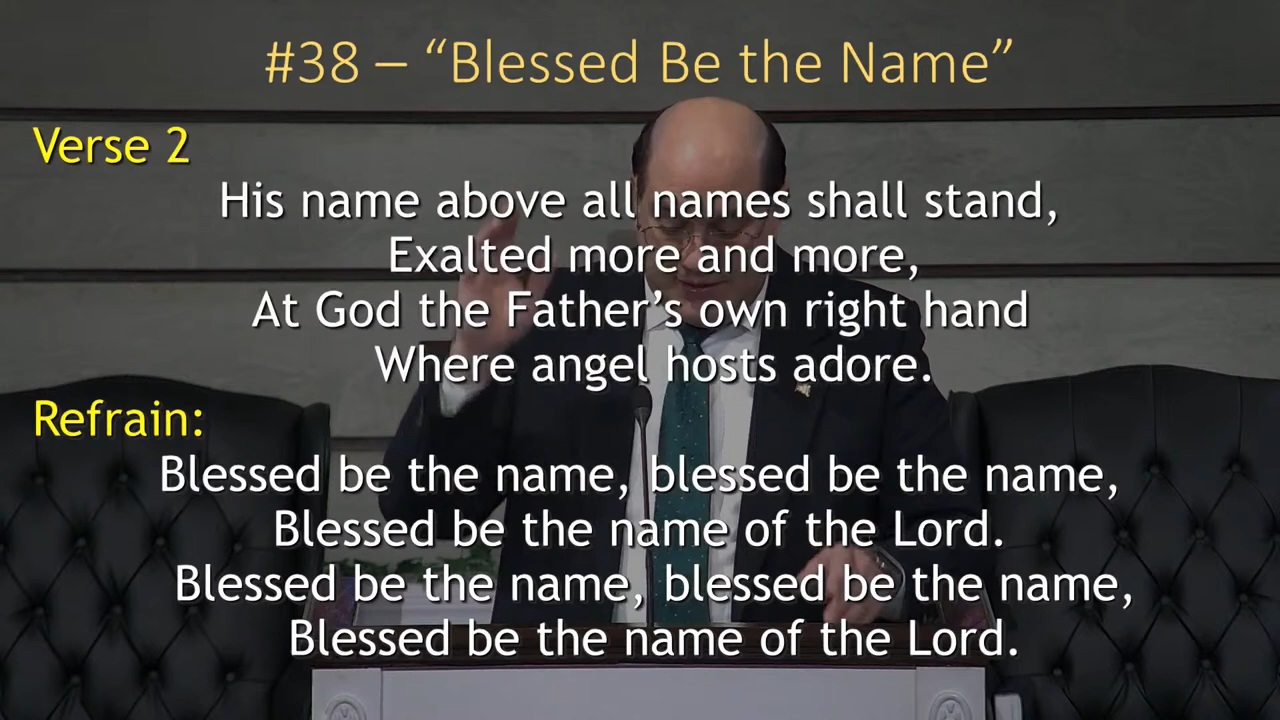 #38 – “Blessed Be the Name”
Verse 2
His name above all names shall stand,
Exalted more and more,
At God the Father’s own right hand
Where angel hosts adore.
Refrain:
Blessed be the name, blessed be the name,
Blessed be the name of the Lord.
Blessed be the name, blessed be the name,
Blessed be the name of the Lord.